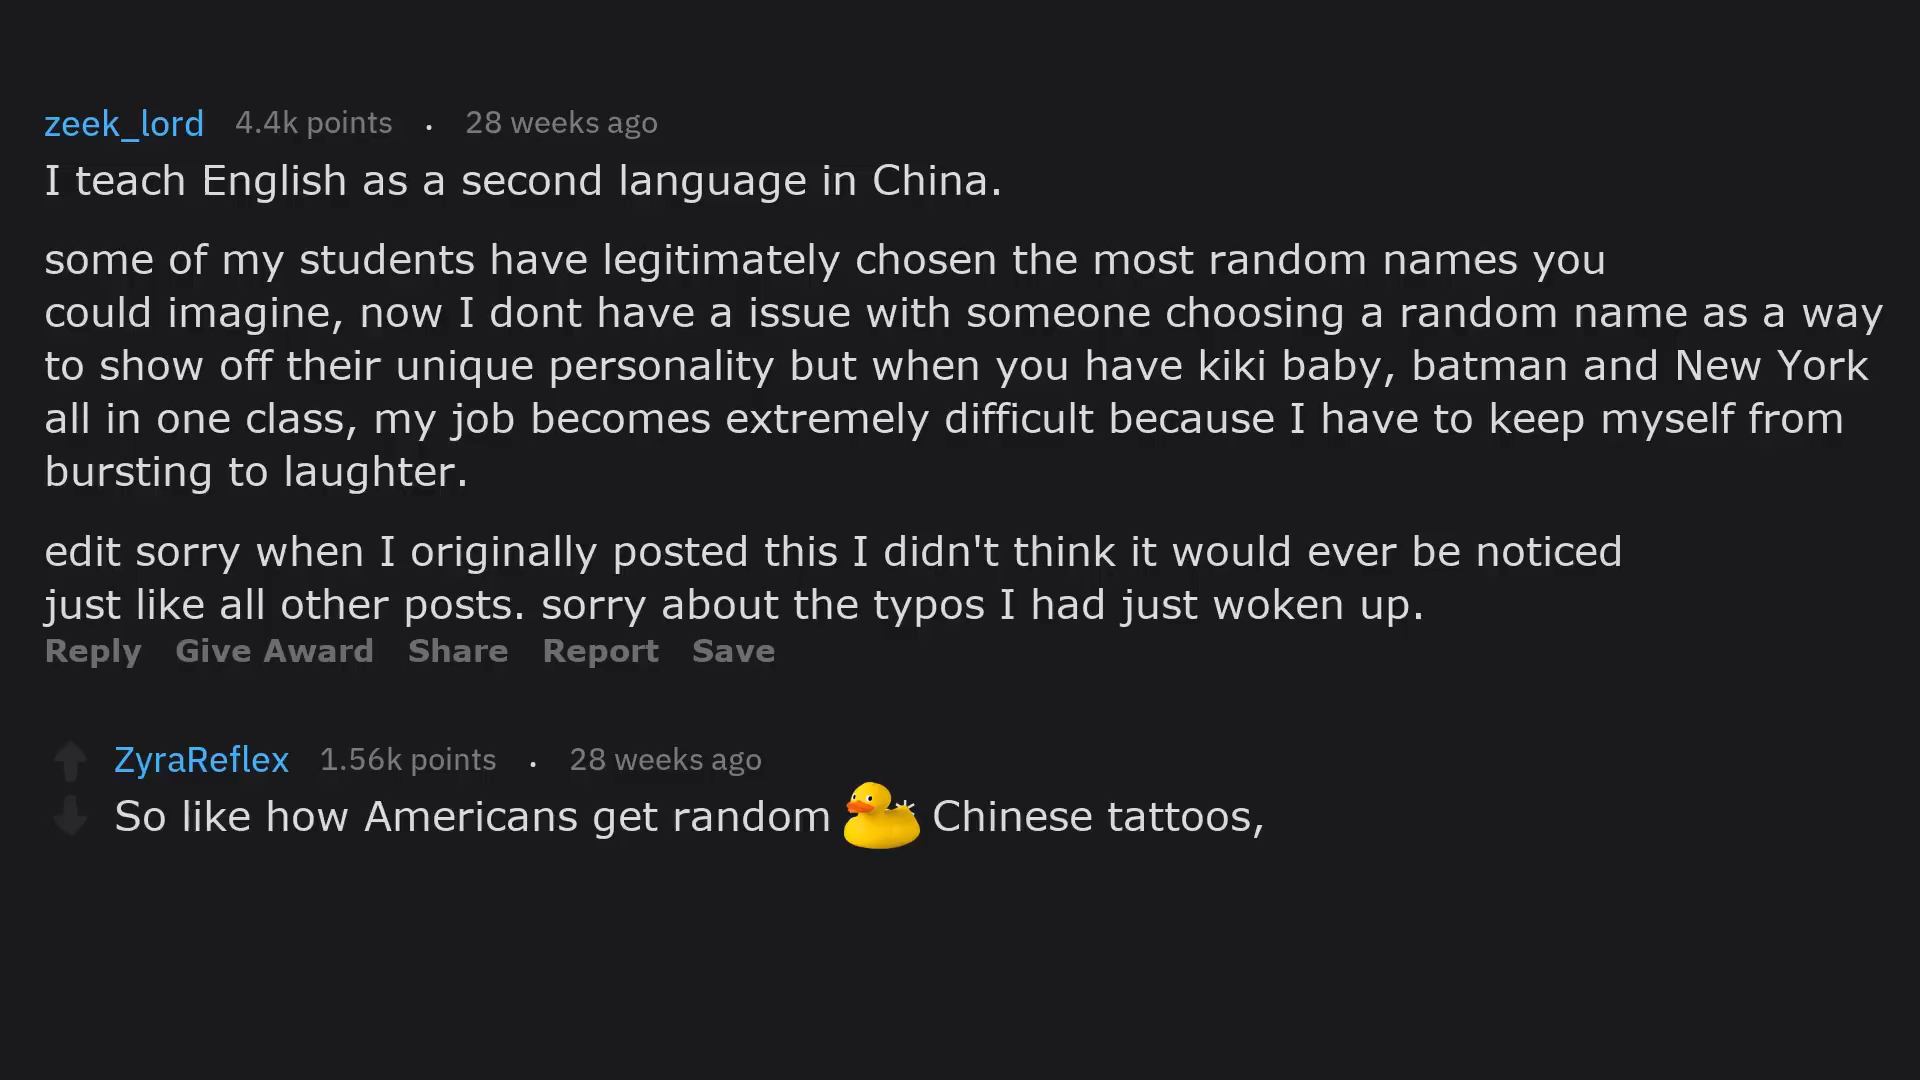 zeek_lord 4.4k points . 28 weeks ago
I teach English as a second language in China.
some of my students have legitimately chosen the most random names you
could imagine, now I dont have a issue with someone choosing a random name as a way
to show off their unique personality but when you have kiki baby, batman and New York
all in one class, my job becomes extremely difficult because I have to keep myself from
bursting to laughter.
edit sorry when I originally posted this I didn't think it would ever be noticed
just like all other posts. sorry about the typos I had just woken up.
Reply Give Award Share Report Save
ZyraReflex 1.56k points . 28 weeks ago
So like how Americans get random Chinese tattoos,